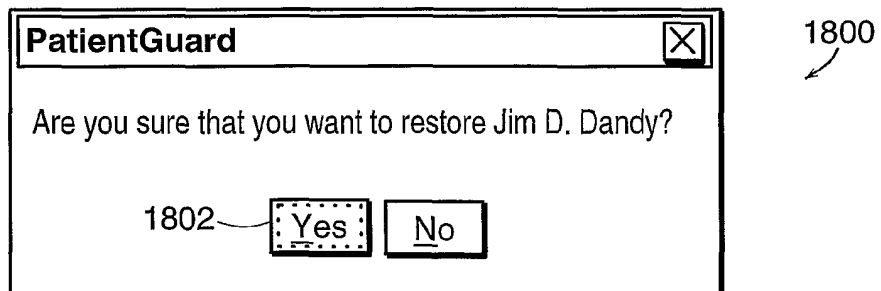 PatientGuard
1800
Are you sure that you want to restore Jim D. Dandy?
1802
Yes No